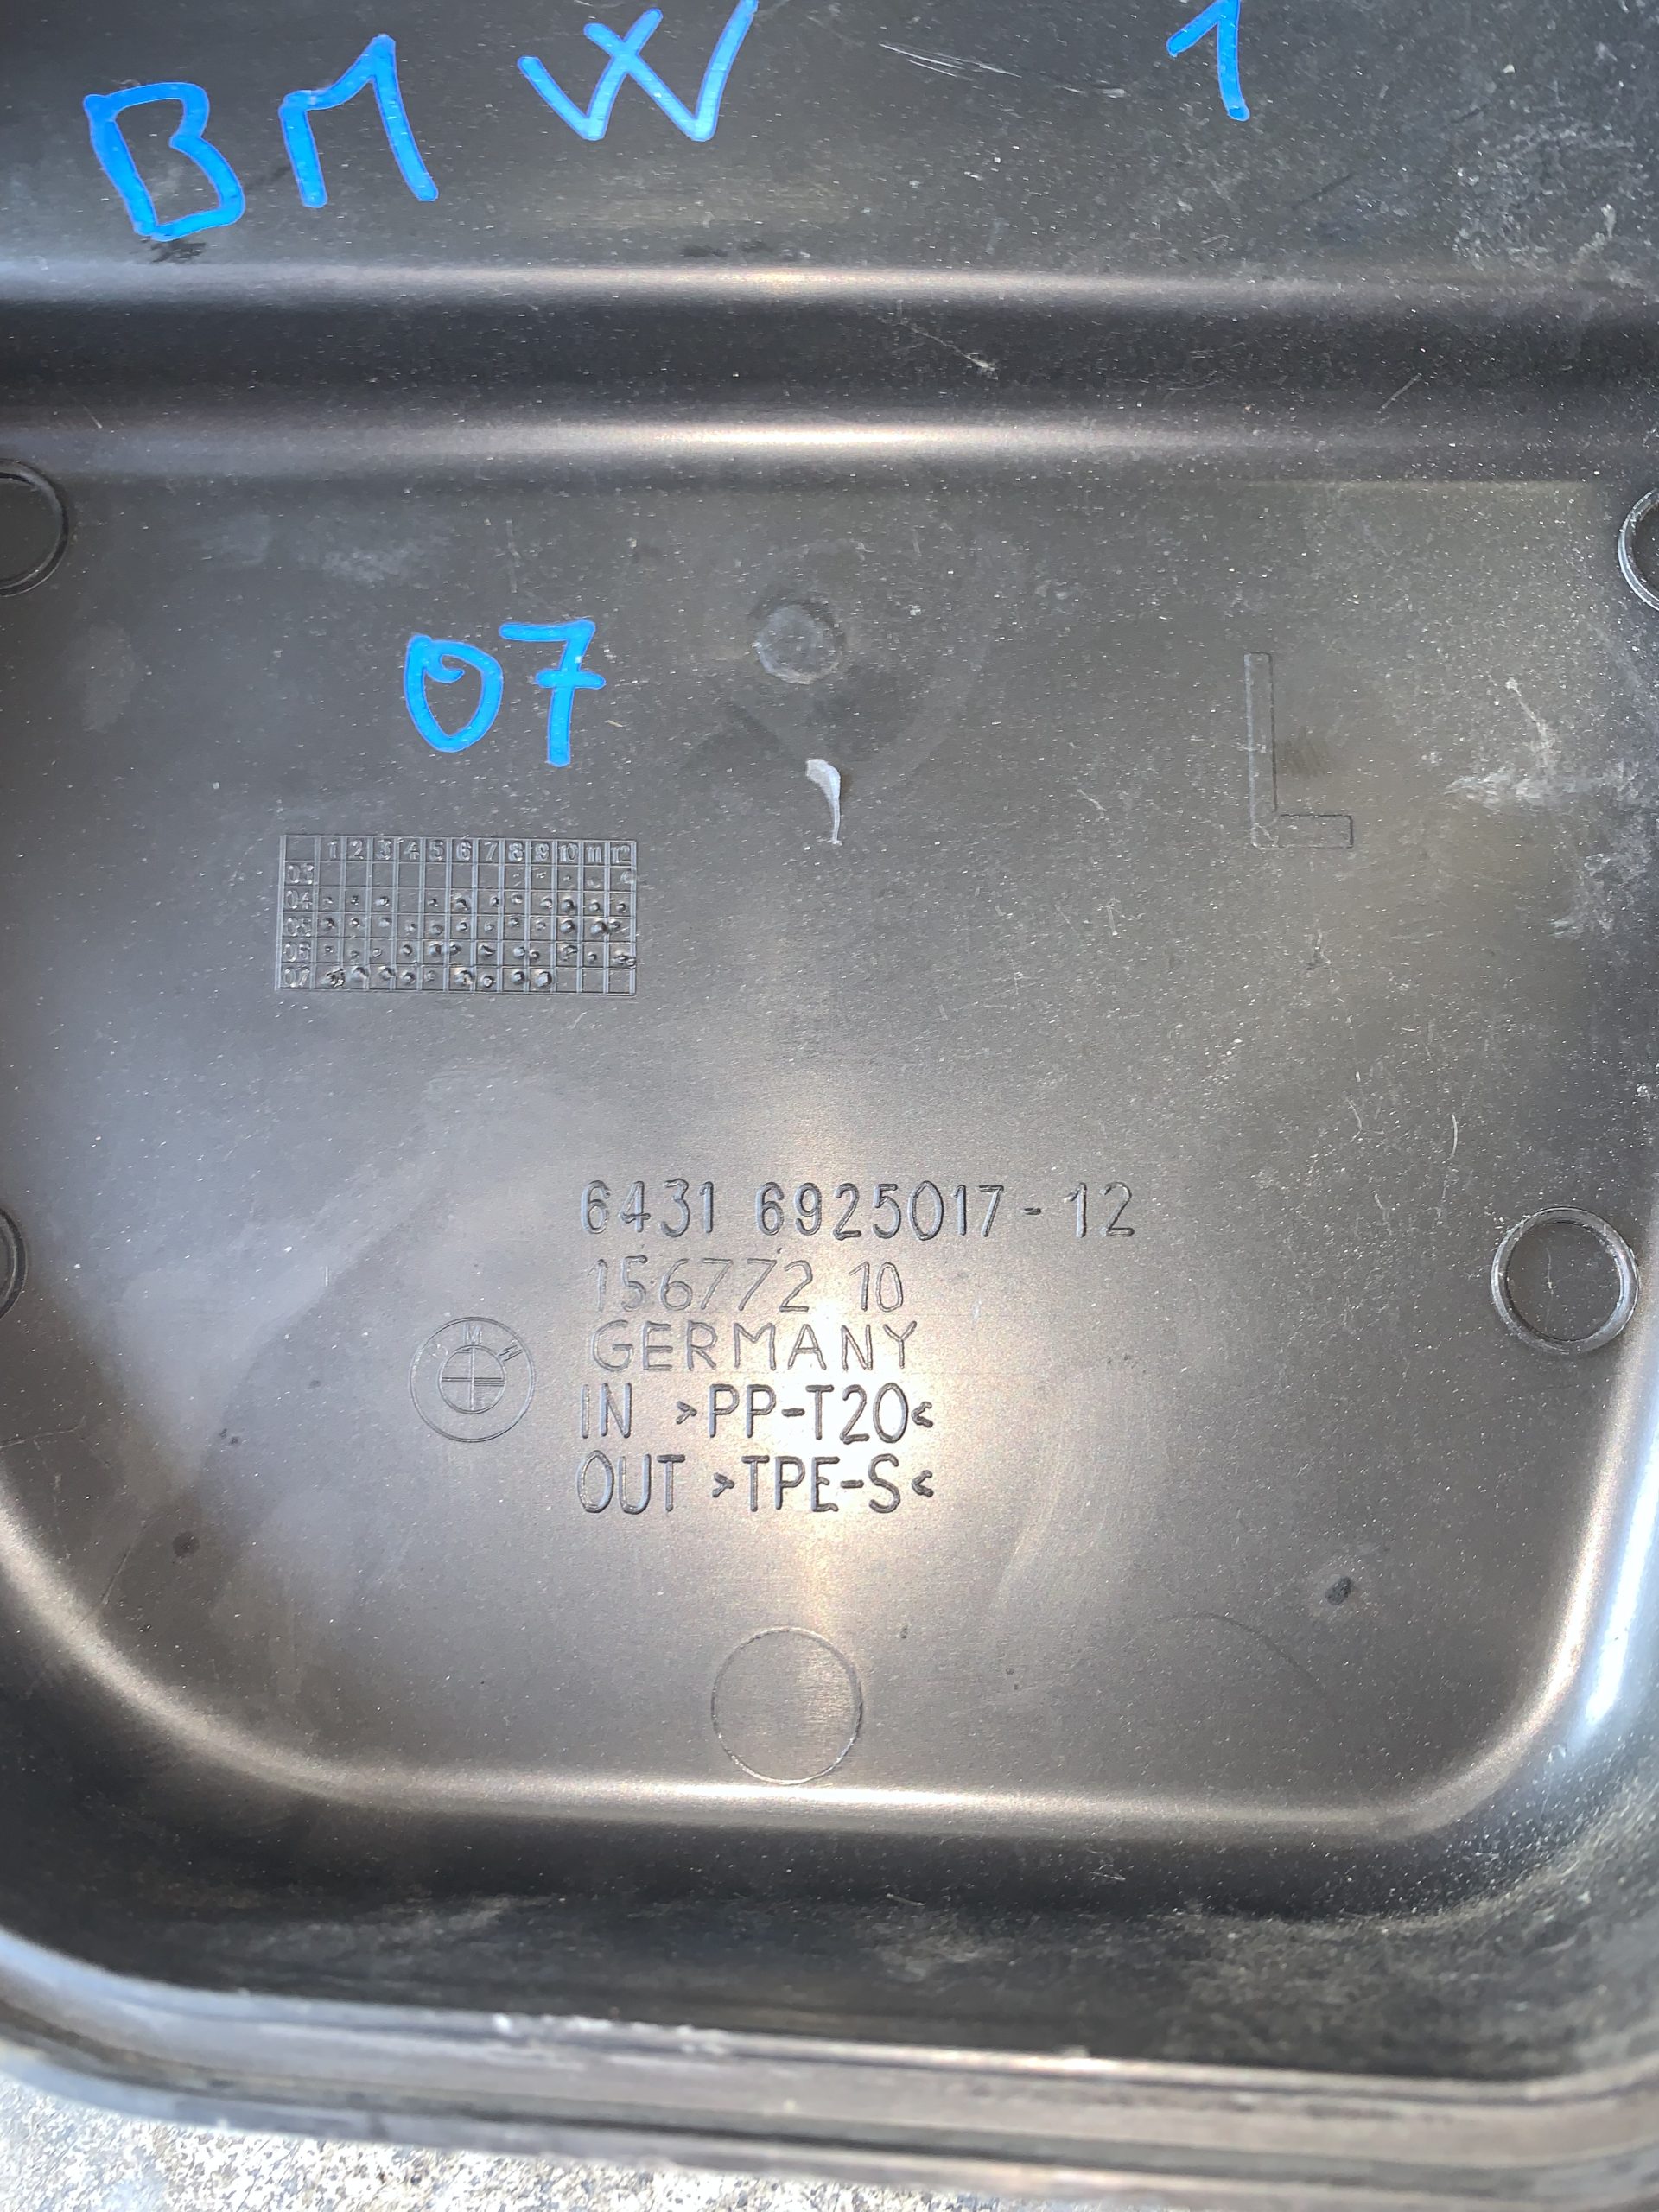 BMW 1
07
L
1 2 3 4 5 6 7 8 9 10 11 12
03
04
05
06
07
6431 6925017-12
156772 10
GERMANY
BMW
IN >PP-T20<
OUT >TPE-S<